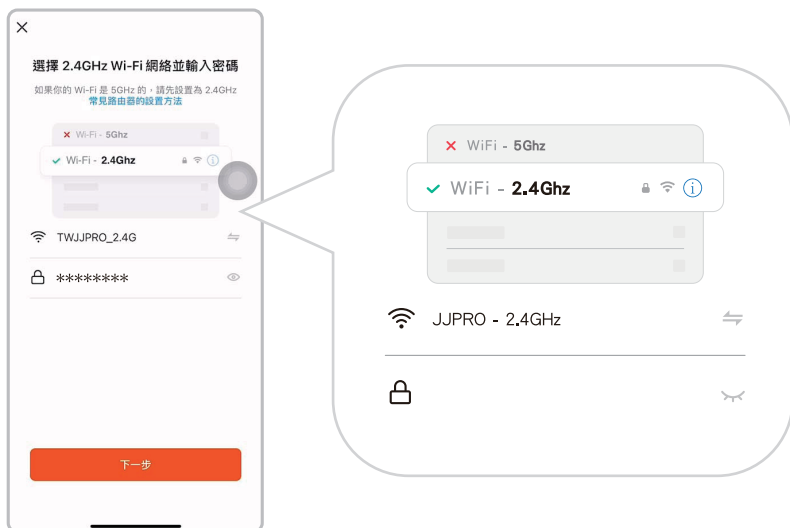 選擇 2.4GHz Wi-Fi 網絡並輸入密碼
如果你的 Wi-Fi 是 5GHz 的，請先設置為 2.4GHz
常見路由器的設置方法
Wi-Fi - 5Ghz
Wi-Fi - 2.4Ghz
TWJJPRO_2.4G
********
下一步
WiFi - 5Ghz
WiFi - 2.4Ghz
JJPRO - 2.4GHz